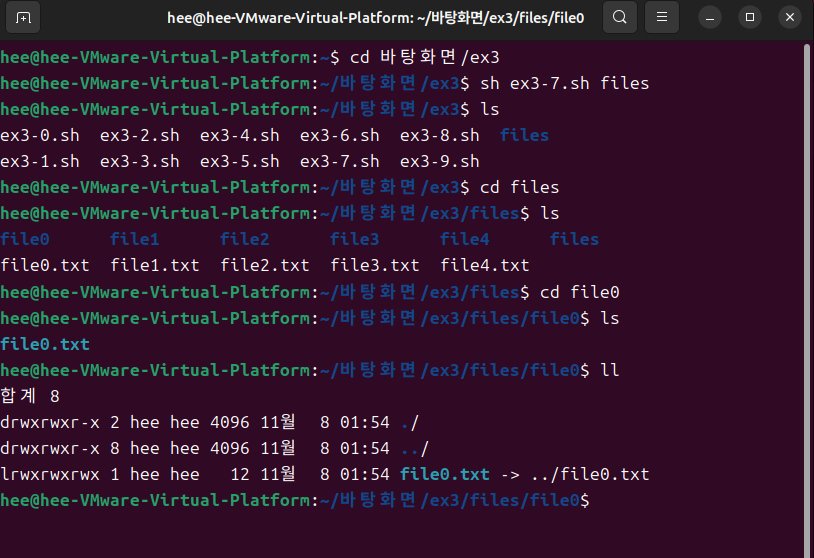 hee@hee-VMware-Virtual-Platform: ~/바탕화면/ex3/files/file0
hee@hee-VMware-Virtual-Platform:~$ cd 바탕화면/ex3
hee@hee-VMware-Virtual-Platform:~/바탕화면/ex3$ sh ex3-7.sh files
hee@hee-VMware-Virtual-Platform:~/바탕화면/ex3$ ls
ex3-0.sh  ex3-2.sh  ex3-4.sh  ex3-6.sh  ex3-8.sh  files
ex3-1.sh  ex3-3.sh  ex3-5.sh  ex3-7.sh  ex3-9.sh
hee@hee-VMware-Virtual-Platform:~/바탕화면/ex3$ cd files
hee@hee-VMware-Virtual-Platform:~/바탕화면/ex3/files$ ls
file0      file1      file2      file3      file4      files
file0.txt  file1.txt  file2.txt  file3.txt  file4.txt
hee@hee-VMware-Virtual-Platform:~/바탕화면/ex3/files$ cd file0
hee@hee-VMware-Virtual-Platform:~/바탕화면/ex3/files/file0$ ls
file0.txt
hee@hee-VMware-Virtual-Platform:~/바탕화면/ex3/files/file0$ ll
합계 8
drwxrwxr-x 2 hee hee 4096 11월  8 01:54 ./
drwxrwxr-x 8 hee hee 4096 11월  8 01:54 ../
lrwxrwxrwx 1 hee hee   12 11월  8 01:54 file0.txt -> ../file0.txt
hee@hee-VMware-Virtual-Platform:~/바탕화면/ex3/files/file0$